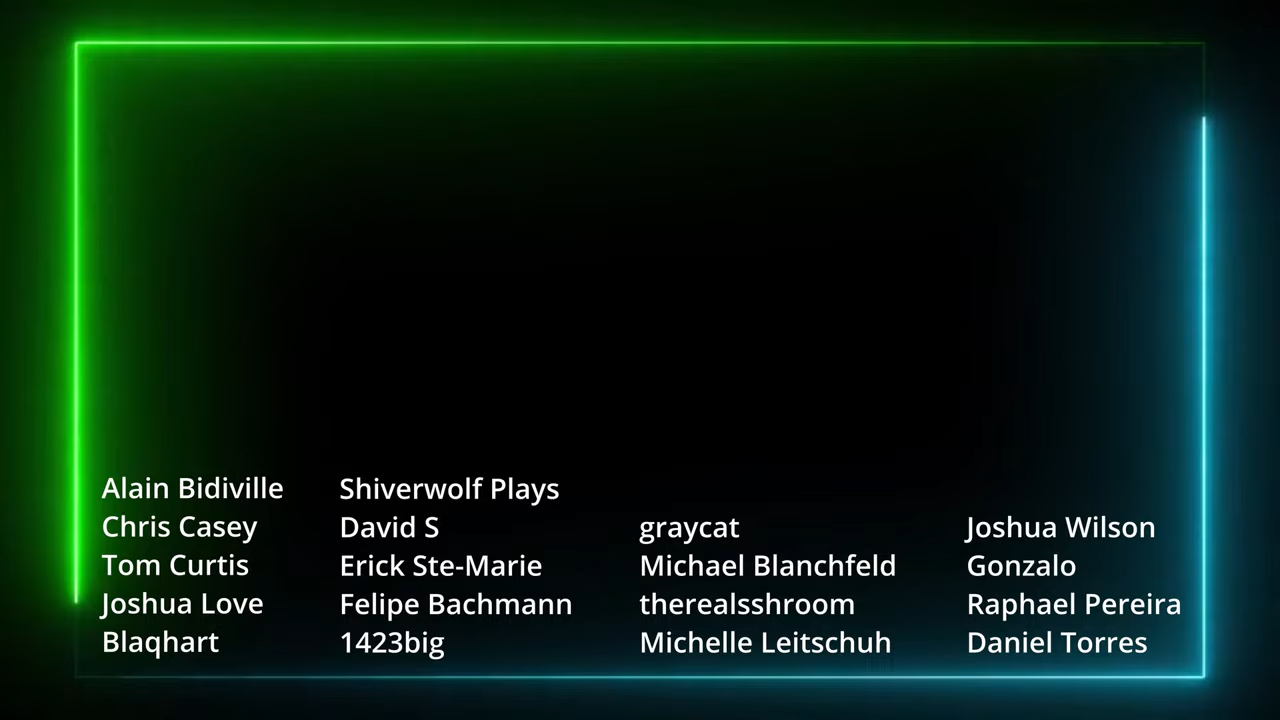 Alain Bidiville
Chris Casey
Tom Curtis
Joshua Love
Blaqhart
Shiverwolf Plays
David S
Erick Ste-Marie
Felipe Bachmann
1423big
graycat
Michael Blanchfeld
therealsshroom
Michelle Leitschuh
Joshua Wilson
Gonzalo
Raphael Pereira
Daniel Torres